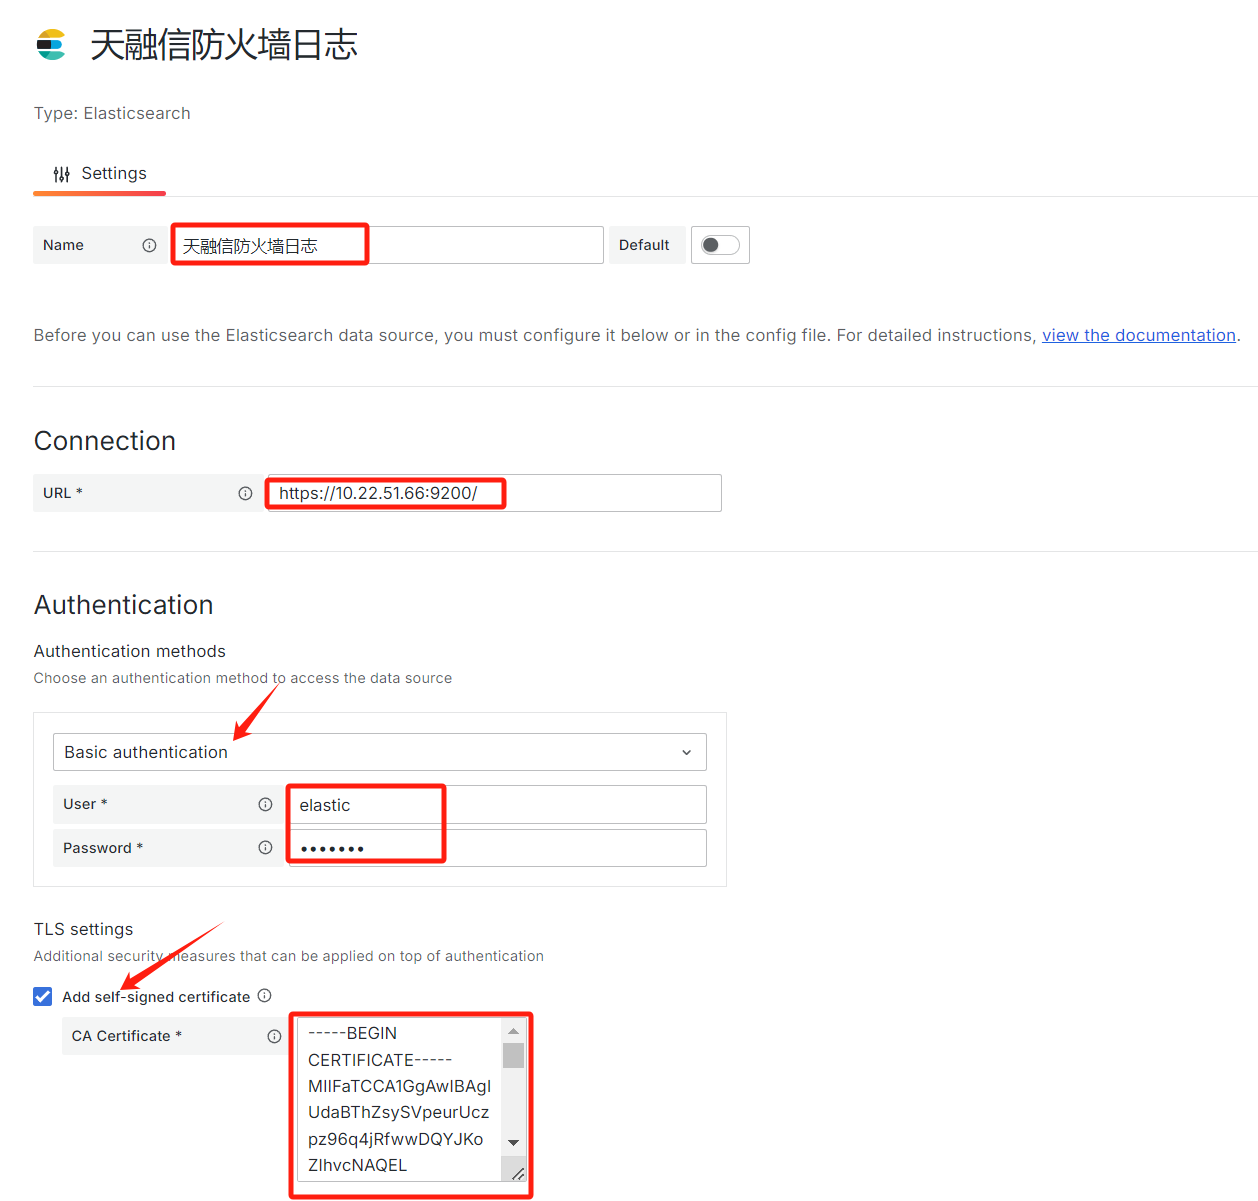 天融信防火墙日志
Type: Elasticsearch
Settings
Name 天融信防火墙日志 Default
Before you can use the Elasticsearch data source, you must configure it below or in the config file. For detailed instructions, view the documentation.
Connection
URL * https://10.22.51.66:9200/
Authentication
Authentication methods
Choose an authentication method to access the data source
Basic authentication
User * elastic
Password * •••••••
TLS settings
Additional security measures that can be applied on top of authentication
Add self-signed certificate
CA Certificate * -----BEGIN
CERTIFICATE-----
MIIFaTCCA1GgAwIBAgI
UdaBThZsySVpeurUcz
pz96q4jRfwwDQYJKo
ZIhvcNAQEL